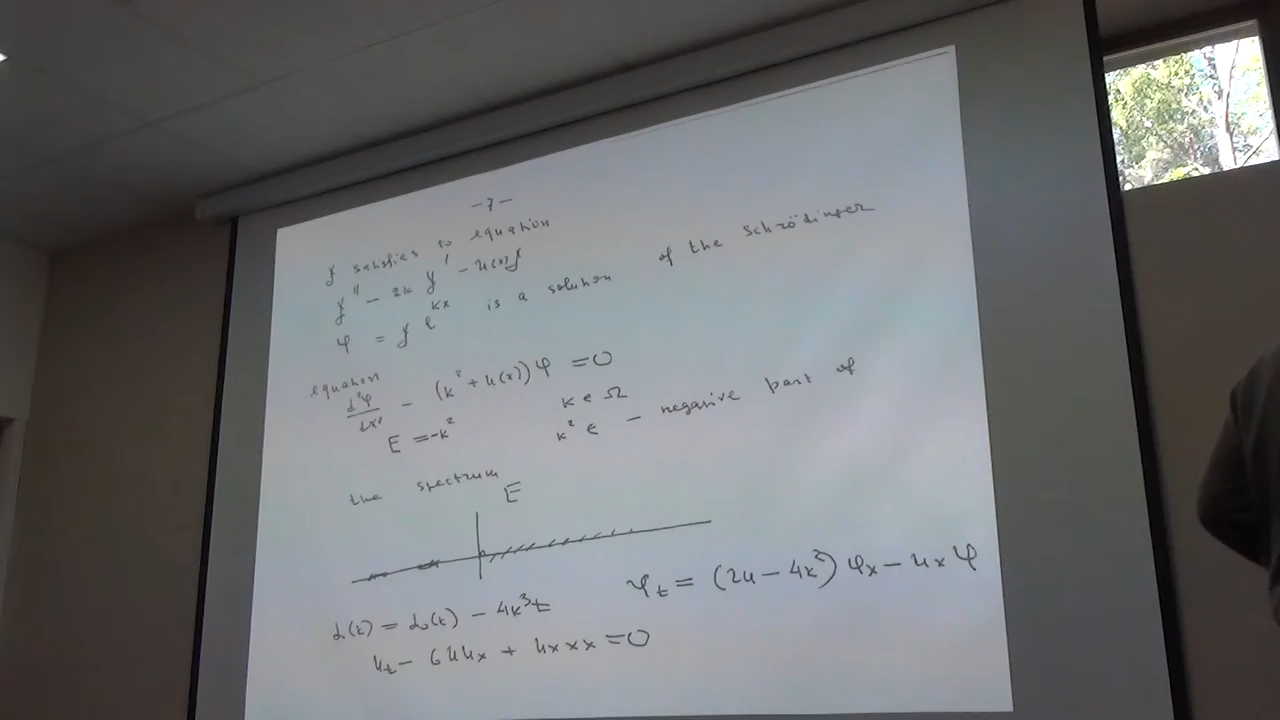 - 7 -
f satisfies to equation
f'' - 2k f' - u(x)f
φ = f e^{kx} is a solution of the Schrödinger
equation
d²φ/dx² - (k² + u(x)) φ = 0
E = -k² k ∈ Ω
k² ∈ - negative part of
the spectrum
E
α(k) = α₀(k) - 4k³t φ_t = (2u - 4k²) φ_x - u_x φ
u_t - 6uu_x + u_xxx = 0